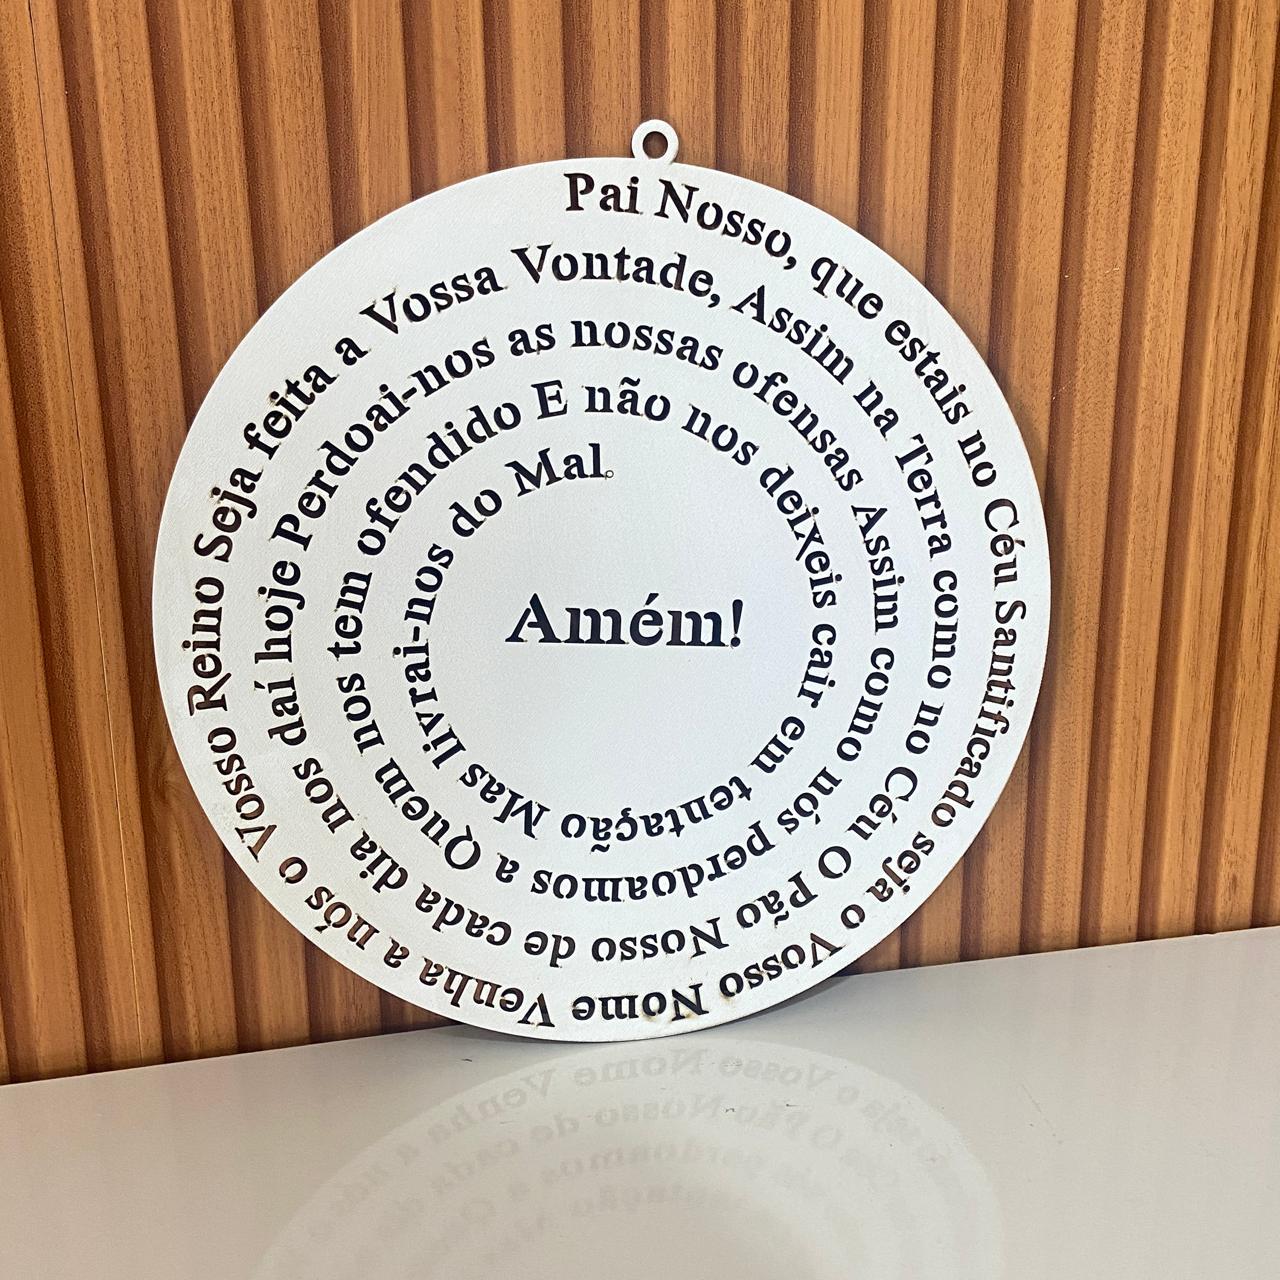 Pai Nosso, que estais no Céu Santificado seja o Vosso Nome Venha a nós o Vosso Reino Seja feita a Vossa Vontade, Assim na Terra como no Céu O Pão Nosso de cada dia nos daí hoje Perdoai-nos as nossas ofensas Assim como nós perdoamos a Quem nos tem ofendido E não nos deixeis cair em tentação Mas livrai-nos do Mal.
Amém!